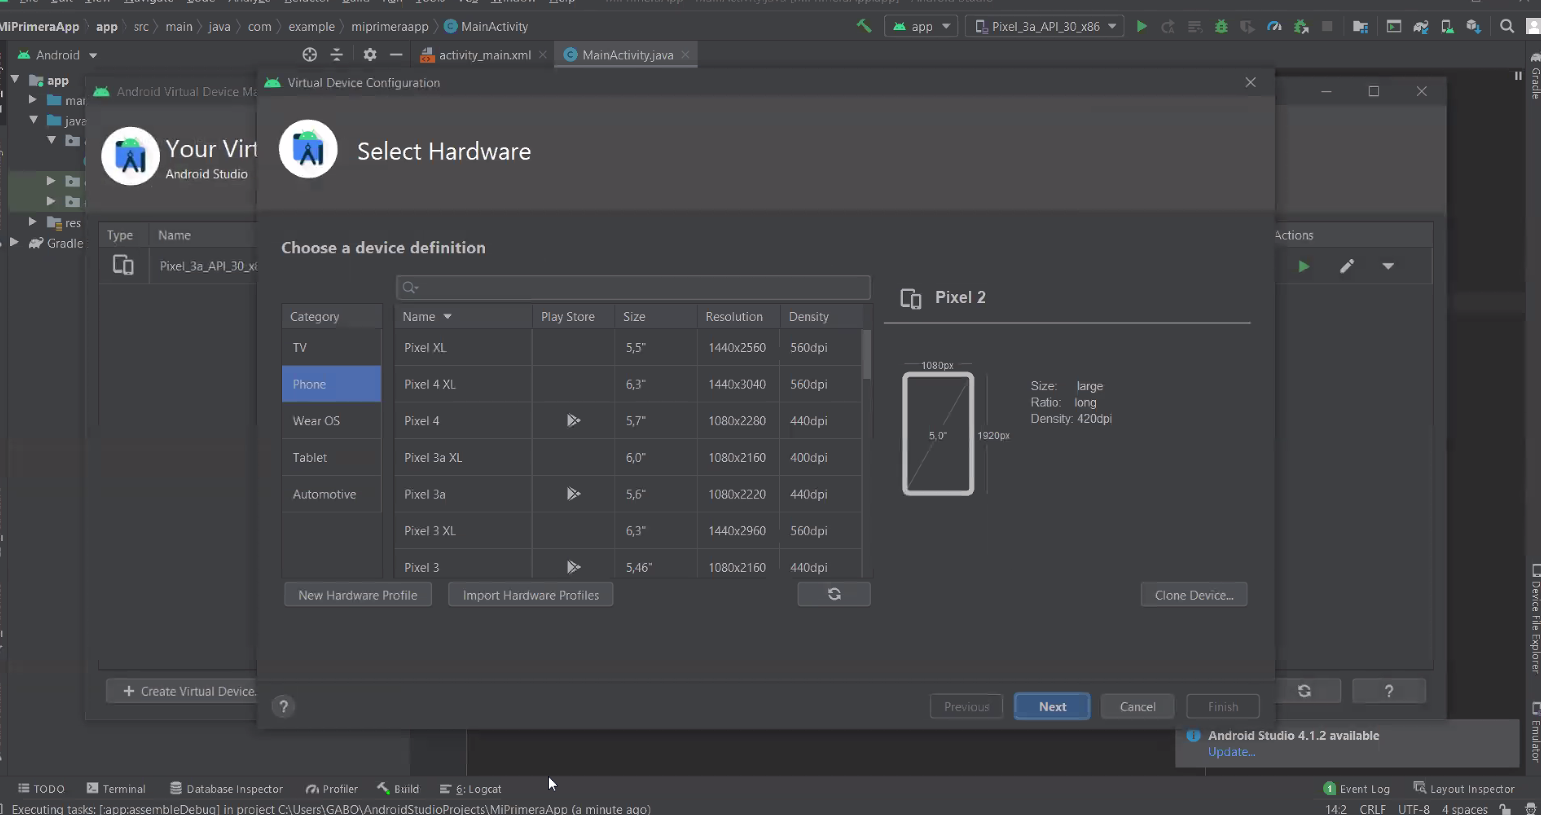 MiPrimeraApp app src main java com example miprimeraapp MainActivity app Pixel_3a_API_30_x86
Android activity_main.xml MainActivity.java
app
java
res
Gradle
Android Virtual Device Ma
Your Virt
Android Studio
Type Name
Pixel_3a_API_30_x8
Actions
+ Create Virtual Device.
?
Virtual Device Configuration
Select Hardware
Choose a device definition
Category Name Play Store Size Resolution Density
TV
Phone
Wear OS
Tablet
Automotive
Pixel XL 5,5" 1440x2560 560dpi
Pixel 4 XL 6,3" 1440x3040 560dpi
Pixel 4 5,7" 1080x2280 440dpi
Pixel 3a XL 6,0" 1080x2160 400dpi
Pixel 3a 5,6" 1080x2220 440dpi
Pixel 3 XL 6,3" 1440x2960 560dpi
Pixel 3 5,46" 1080x2160 440dpi
Pixel 2
1080px
5,0"
1920px
Size: large
Ratio: long
Density: 420dpi
New Hardware Profile Import Hardware Profiles Clone Device...
? Previous Next Cancel Finish
Android Studio 4.1.2 available
Update...
Gradle
Device File Explorer
Emulator
TODO Terminal Database Inspector Profiler Build 6: Logcat 1 Event Log Layout Inspector
Executing tasks: [:app:assembleDebug] in project C:\Users\GABO\AndroidStudioProjects\MiPrimeraApp (a minute ago) 14:2 CRLF UTF-8 4 spaces